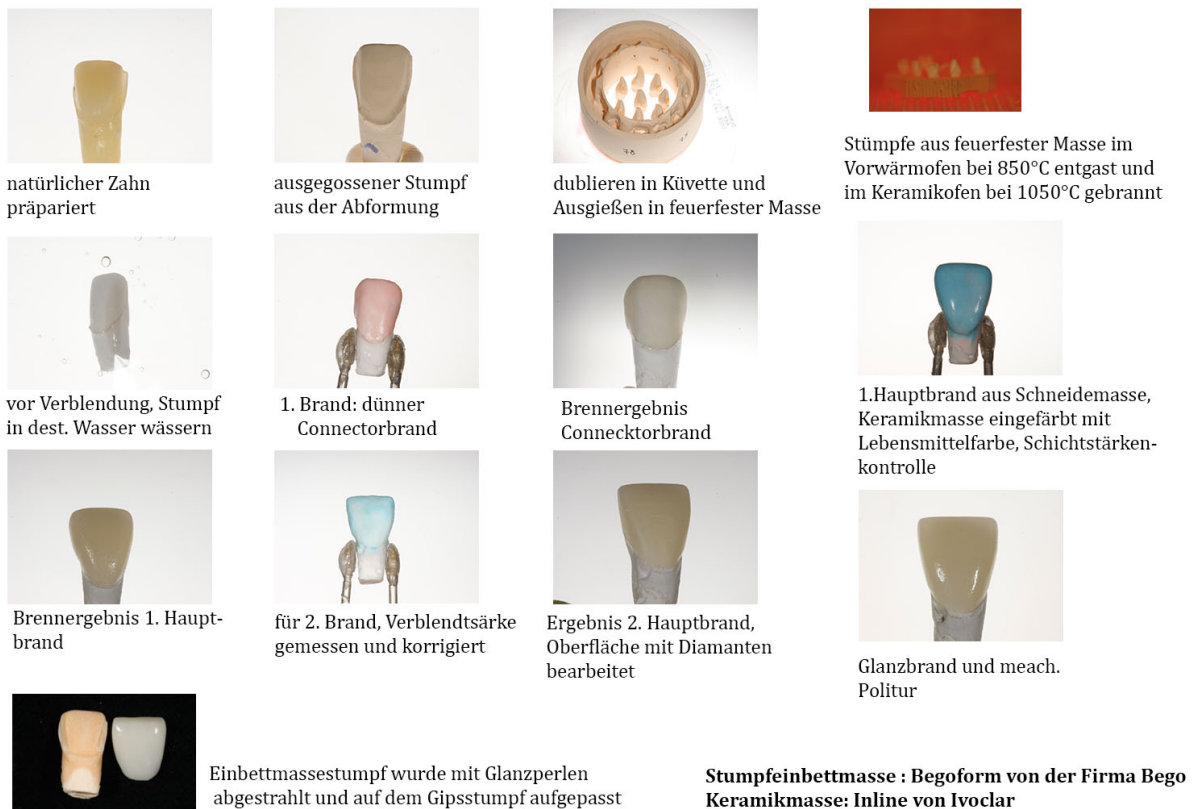 natürlicher Zahn
präpariert
ausgegossener Stumpf
aus der Abformung
dublieren in Küvette und
Ausgießen in feuerfester Masse
Stümpfe aus feuerfester Masse im
Vorwärmofen bei 850°C entgast und
im Keramikofen bei 1050°C gebrannt
vor Verblendung, Stumpf
in dest. Wasser wässern
1. Brand: dünner
Connectorbrand
Brennergebnis
Connecktorbrand
1.Hauptbrand aus Schneidemasse,
Keramikmasse eingefärbt mit
Lebensmittelfarbe, Schichtstärken-
kontrolle
Brennergebnis 1. Haupt-
brand
für 2. Brand, Verblendtsärke
gemessen und korrigiert
Ergebnis 2. Hauptbrand,
Oberfläche mit Diamanten
bearbeitet
Glanzbrand und meach.
Politur
Einbettmassestumpf wurde mit Glanzperlen
abgestrahlt und auf dem Gipsstumpf aufgepasst
Stumpfeinbettmasse : Begoform von der Firma Bego
Keramikmasse: Inline von Ivoclar